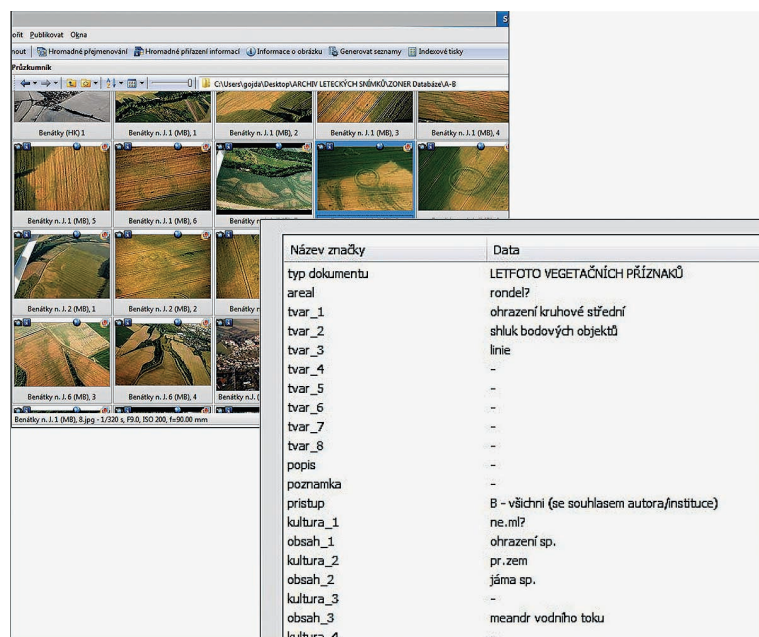 S
ořit Publikovat Okna
nout Hromadné přejmenování Hromadné přiřazení informací Informace o obrázku Generovat seznamy Indexové tisky
Průzkumník
C:\Users\gojda\Desktop\ARCHIV LETECKÝCH SNÍMKŮ\ZONER Databáze\A-B
Benátky (HK) 1 Benátky n. J. 1 (MB), 1 Benátky n. J. 1 (MB), 2 Benátky n. J. 1 (MB), 3 Benátky n. J. 1 (MB), 4
Benátky n. J. 1 (MB), 5 Benátky n. J. 1 (MB), 6 Benátky n
Benátky n. J. 2 (MB), 1 Benátky n. J. 2 (MB), 2 Benátky
Benátky n. J. 6 (MB), 3 Benátky n. J. 6 (MB), 4 Benátky n.J. (
Benátky n. J. 1 (MB), 8.jpg - 1/320 s, F9.0, ISO 200, f=90.00 mm
Název značky Data
typ dokumentu LETFOTO VEGETAČNÍCH PŘÍZNAKŮ
areal rondel?
tvar_1 ohrazení kruhové střední
tvar_2 shluk bodových objektů
tvar_3 linie
tvar_4 -
tvar_5 -
tvar_6 -
tvar_7 -
tvar_8 -
popis -
poznamka -
pristup B - všichni (se souhlasem autora/instituce)
kultura_1 ne.ml?
obsah_1 ohrazení sp.
kultura_2 pr.zem
obsah_2 jáma sp.
kultura_3 -
obsah_3 meandr vodního toku
kultura_4 -